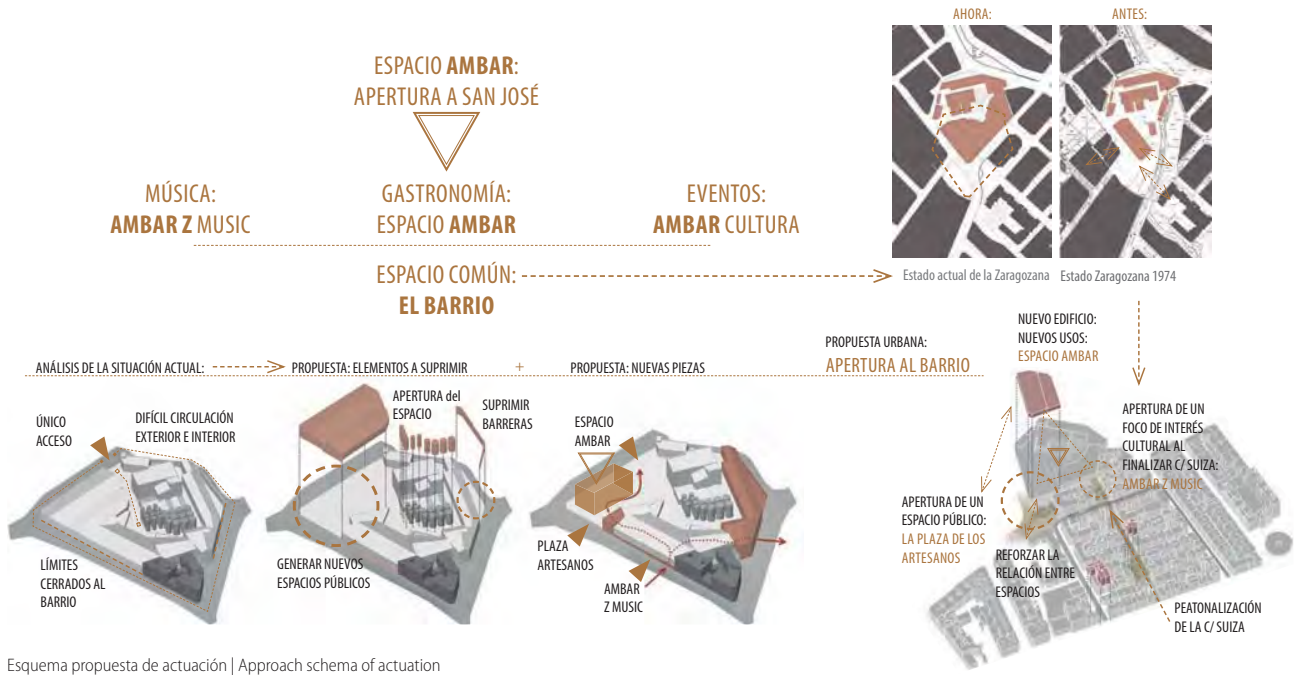 ESPACIO AMBAR:
APERTURA A SAN JOSÉ
MÚSICA:
AMBAR Z MUSIC
GASTRONOMÍA:
ESPACIO AMBAR
EVENTOS:
AMBAR CULTURA
ESPACIO COMÚN:
EL BARRIO
AHORA:
ANTES:
Estado actual de la Zaragozana
Estado Zaragozana 1974
ANÁLISIS DE LA SITUACIÓN ACTUAL:
PROPUESTA: ELEMENTOS A SUPRIMIR
+
PROPUESTA: NUEVAS PIEZAS
PROPUESTA URBANA:
APERTURA AL BARRIO
ÚNICO
ACCESO
DIFÍCIL CIRCULACIÓN
EXTERIOR E INTERIOR
LÍMITES
CERRADOS AL
BARRIO
APERTURA del
ESPACIO
SUPRIMIR
BARRERAS
GENERAR NUEVOS
ESPACIOS PÚBLICOS
ESPACIO
AMBAR
PLAZA
ARTESANOS
AMBAR
Z MUSIC
NUEVO EDIFICIO:
NUEVOS USOS:
ESPACIO AMBAR
APERTURA DE UN
FOCO DE INTERÉS
CULTURAL AL
FINALIZAR C/ SUIZA:
AMBAR Z MUSIC
APERTURA DE UN
ESPACIO PÚBLICO:
LA PLAZA DE LOS
ARTESANOS
REFORZAR LA
RELACIÓN ENTRE
ESPACIOS
PEATONALIZACIÓN
DE LA C/ SUIZA
Esquema propuesta de actuación | Approach schema of actuation